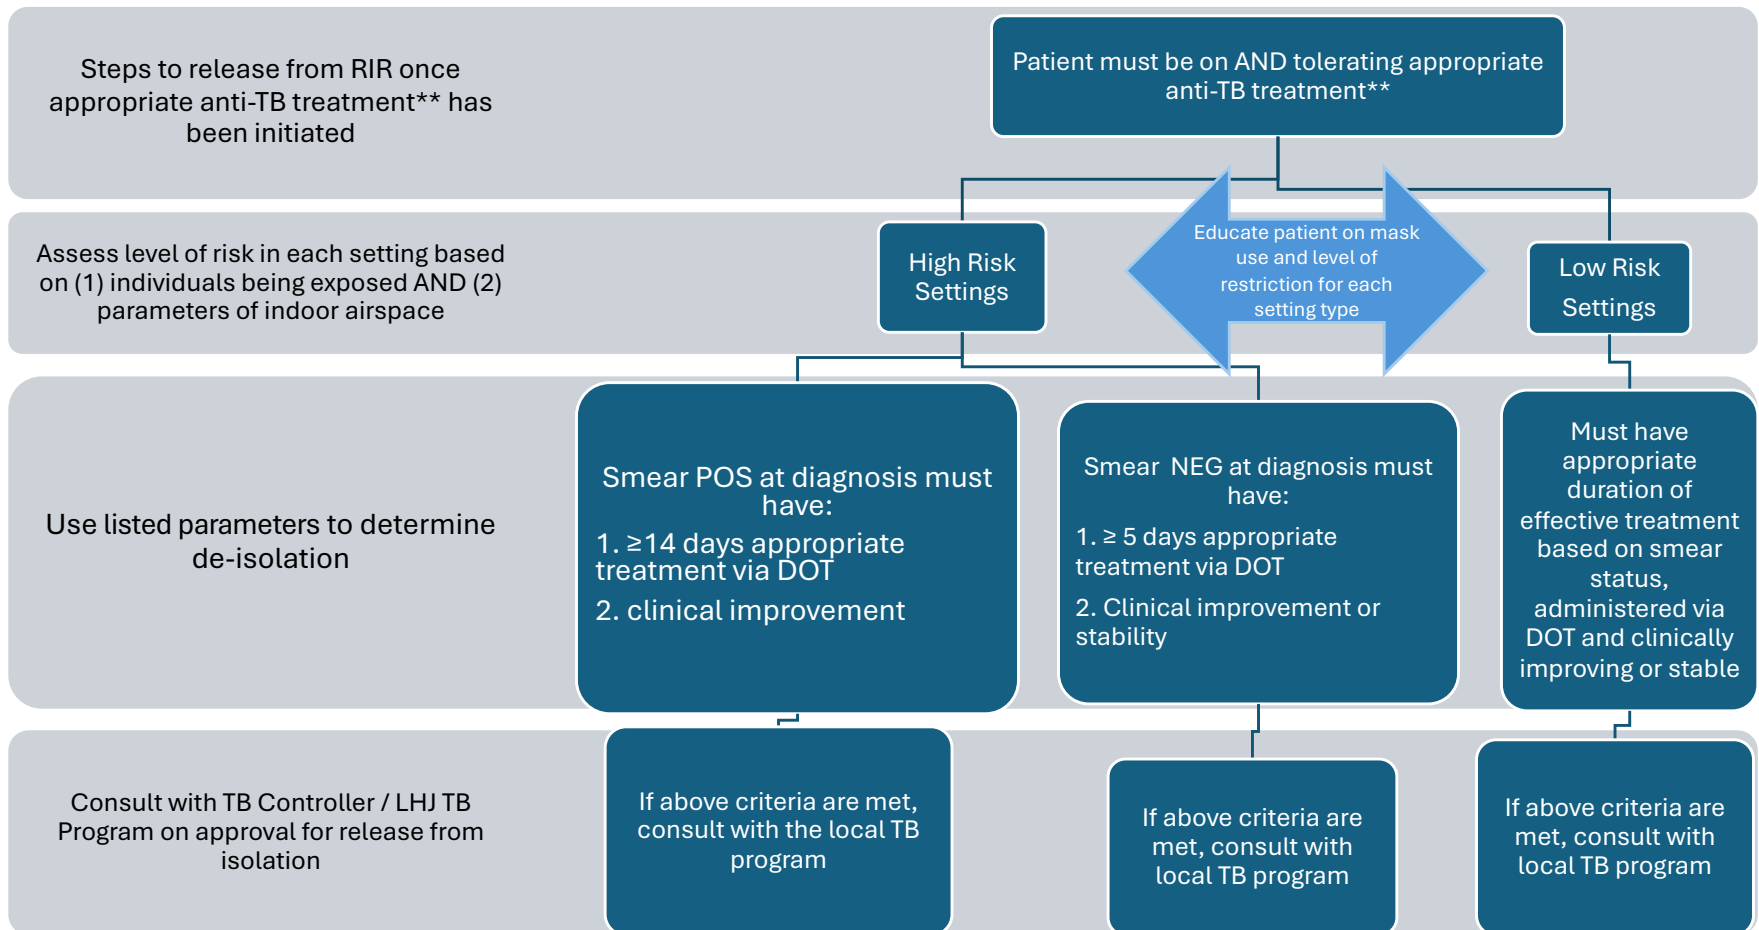 Steps to release from RIR once
appropriate anti-TB treatment** has
been initiated
Patient must be on AND tolerating appropriate
anti-TB treatment**
Assess level of risk in each setting based
on (1) individuals being exposed AND (2)
parameters of indoor airspace
High Risk
Settings
Educate patient on mask
use and level of
restriction for each
setting type
Low Risk
Settings
Use listed parameters to determine
de-isolation
Smear POS at diagnosis must
have:
1. ≥14 days appropriate
treatment via DOT
2. clinical improvement
Smear NEG at diagnosis must
have:
1. ≥ 5 days appropriate
treatment via DOT
2. Clinical improvement or
stability
Must have
appropriate
duration of
effective treatment
based on smear
status,
administered via
DOT and clinically
improving or stable
Consult with TB Controller / LHJ TB
Program on approval for release from
isolation
If above criteria are met,
consult with the local TB
program
If above criteria are
met, consult with
local TB program
If above criteria are
met, consult with
local TB program